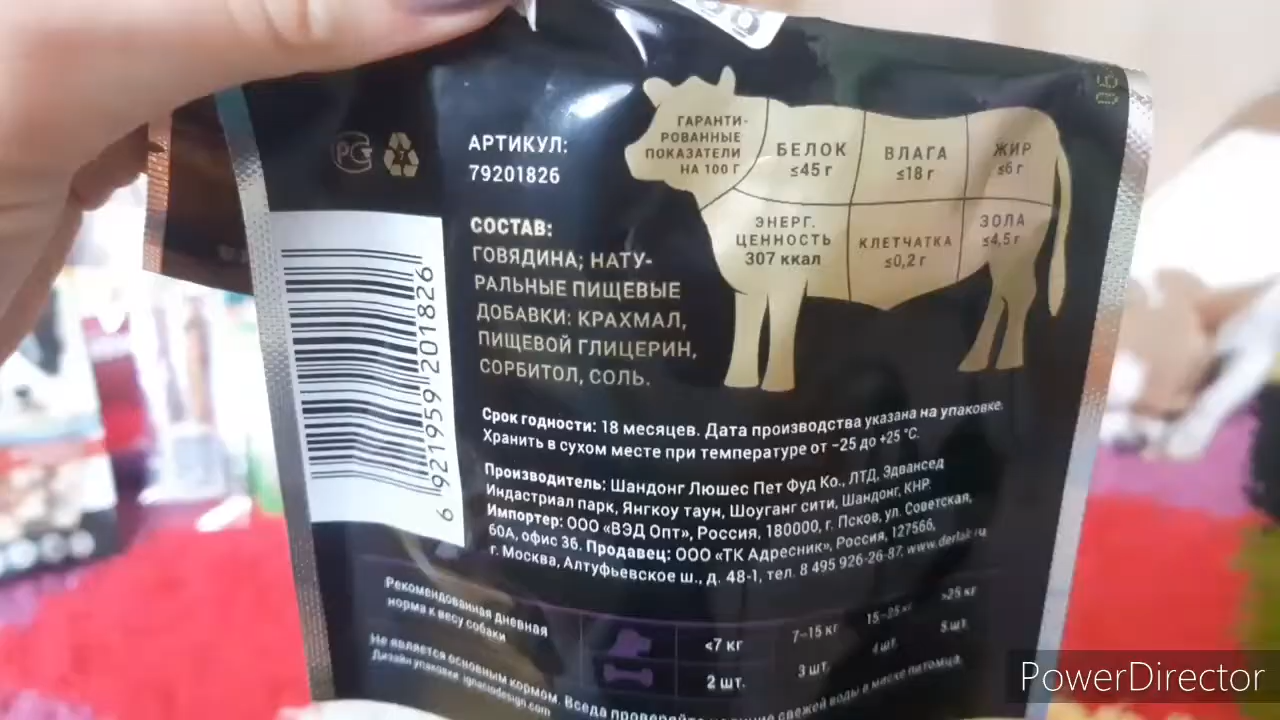 PG
7
АРТИКУЛ:
79201826
СОСТАВ:
ГОВЯДИНА; НАТУ-
РАЛЬНЫЕ ПИЩЕВЫЕ
ДОБАВКИ: КРАХМАЛ,
ПИЩЕВОЙ ГЛИЦЕРИН,
СОРБИТОЛ, СОЛЬ.
ГАРАНТИ-
РОВАННЫЕ
ПОКАЗАТЕЛИ
НА 100 Г
БЕЛОК
≤45 г
ВЛАГА
≤18 г
ЖИР
≤6 г
ЭНЕРГ.
ЦЕННОСТЬ
307 ккал
КЛЕТЧАТКА
≤0,2 г
ЗОЛА
≤4,5 г
6 921959 201826
Срок годности: 18 месяцев. Дата производства указана на упаковке.
Хранить в сухом месте при температуре от –25 до +25 °C.
Производитель: Шандонг Люшес Пет Фуд Ко., ЛТД, Эдвансед
Индастриал парк, Янгкоу таун, Шоуганг сити, Шандонг, КНР.
Импортер: ООО «ВЭД Опт», Россия, 180000, г. Псков, ул. Советская,
60А, офис 36. Продавец: ООО «ТК Адресник», Россия, 127566,
г. Москва, Алтуфьевское ш., д. 48-1, тел. 8 495 926-26-87, www.derlak.ru
Рекомендованная дневная
норма к весу собаки
<7 кг
7–15 кг
15–25 кг
>25 кг
2 шт.
3 шт.
4 шт.
5 шт.
Не является основным кормом. Вседа проверяйте наличие свежей воды в миске питомца.
Дизайн упаковки ignaciodesign.com
PowerDirector